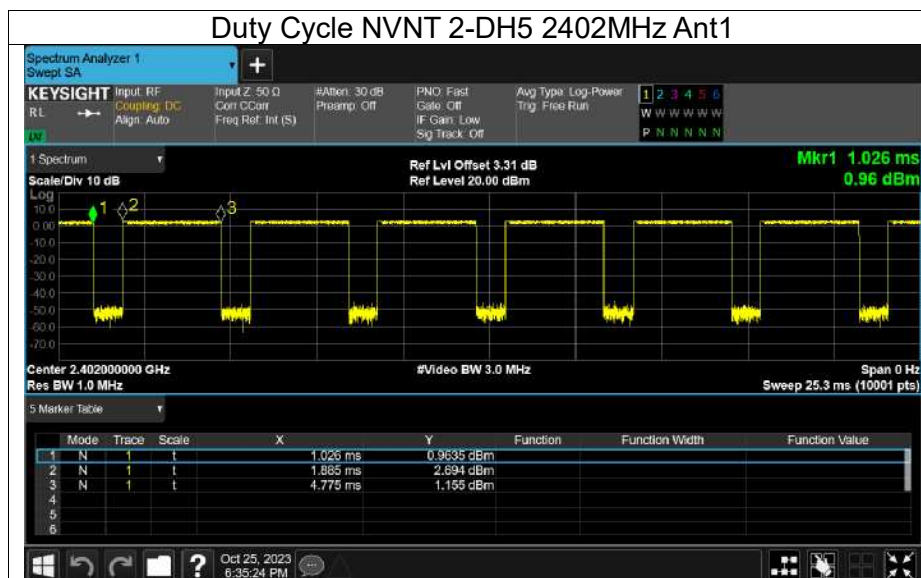 Duty Cycle NVNT 2-DH5 2402MHz Ant1
Spectrum Analyzer 1
Swept SA
+
KEYSIGHT Input: RF Input Z: 50 Ω #Atten: 30 dB PNO: Fast Avg Type: Log-Power 1 2 3 4 5 6
RL Coupling: DC Corr CCorr Preamp: Off Gate: Off Trig: Free Run W W W W W W
Align: Auto Freq Ref: Int (S) IF Gain: Low
Sig Track: Off P N N N N N
1 Spectrum Ref Lvl Offset 3.31 dB Mkr1 1.026 ms
Scale/Div 10 dB Ref Level 20.00 dBm 0.96 dBm
Log
10.0
0.00
-10.0
-20.0
-30.0
-40.0
-50.0
-60.0
-70.0
1 2 3
Center 2.402000000 GHz #Video BW 3.0 MHz Span 0 Hz
Res BW 1.0 MHz Sweep 25.3 ms (10001 pts)
5 Marker Table
Mode Trace Scale X Y Function Function Width Function Value
1 N 1 t 1.026 ms 0.9635 dBm
2 N 1 t 1.885 ms 2.694 dBm
3 N 1 t 4.775 ms 1.155 dBm
4
5
6
? Oct 25, 2023
6:35:24 PM